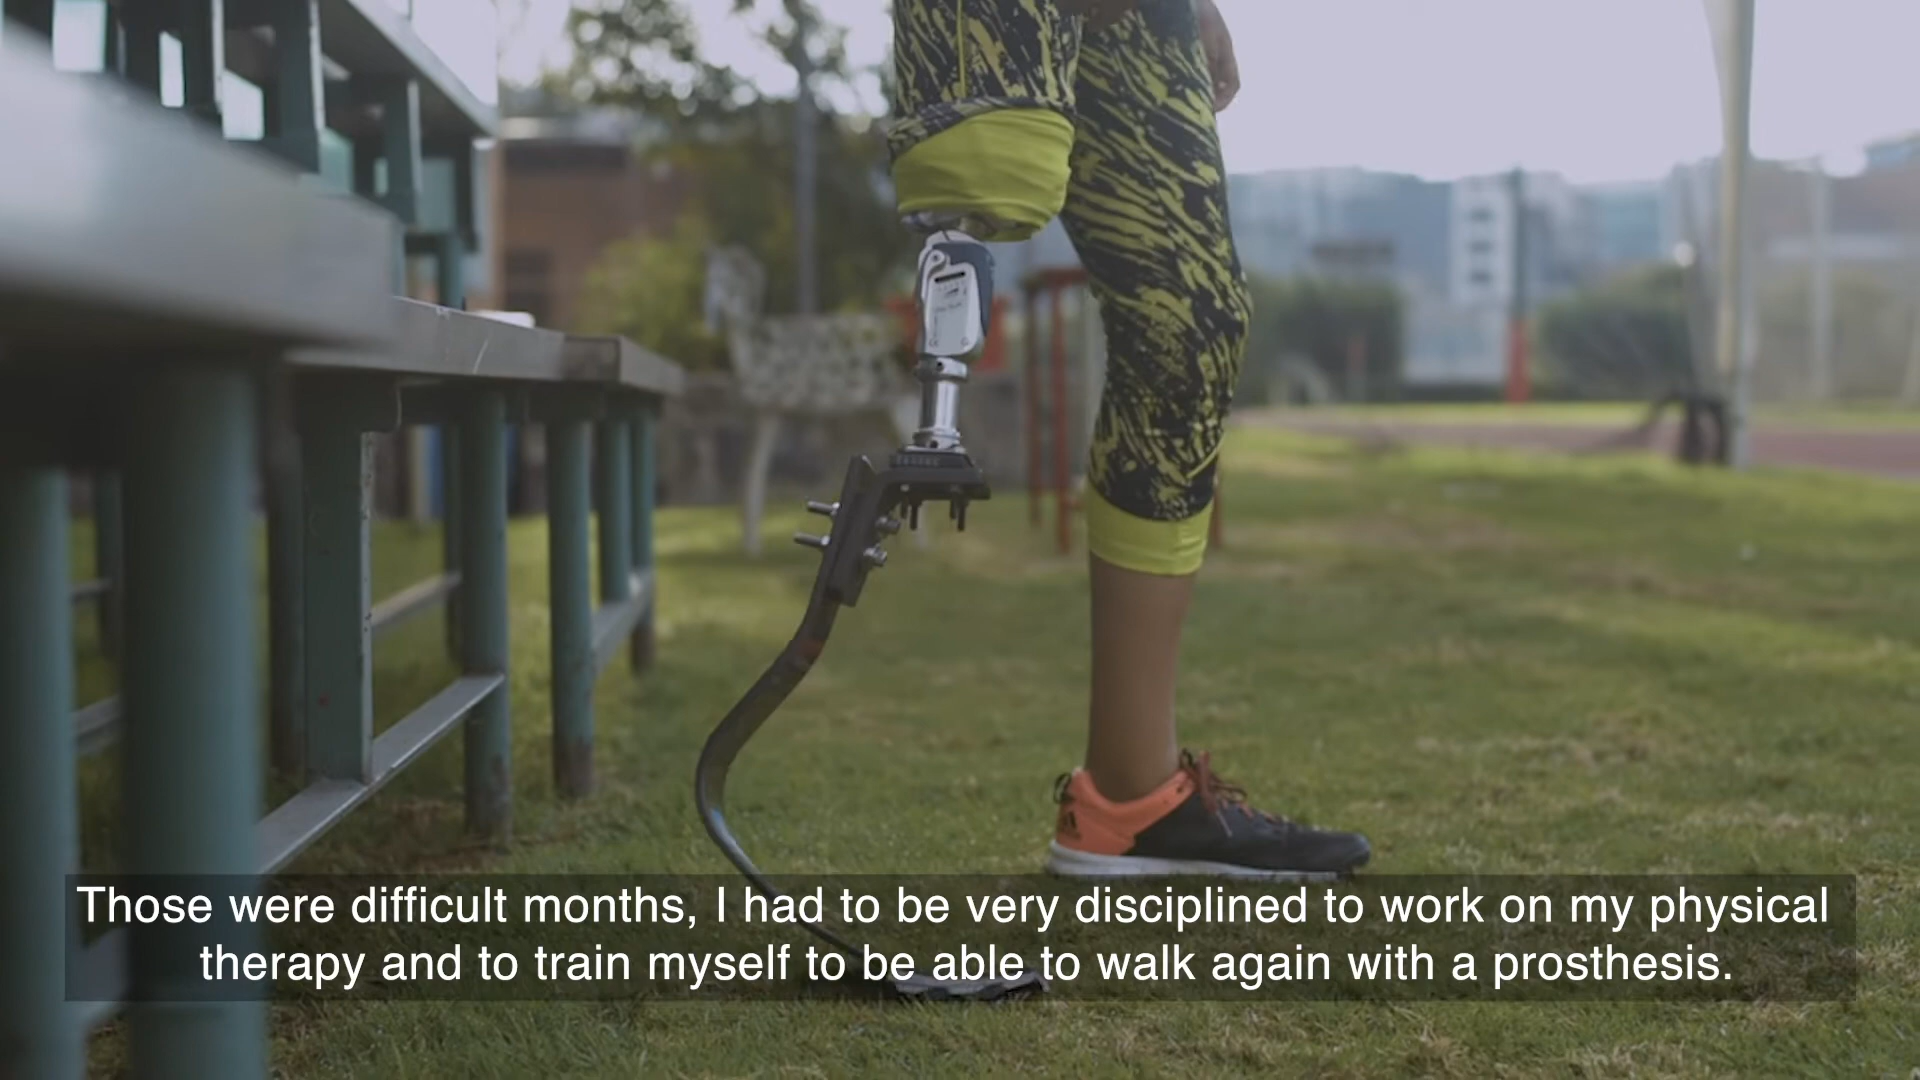 Those were difficult months, I had to be very disciplined to work on my physical
therapy and to train myself to be able to walk again with a prosthesis.